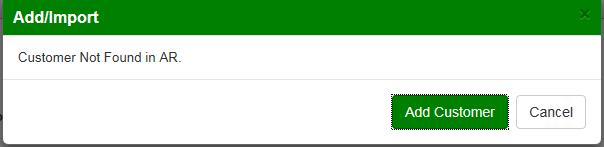 Add/Import
×
Customer Not Found in AR.
Add Customer
Cancel